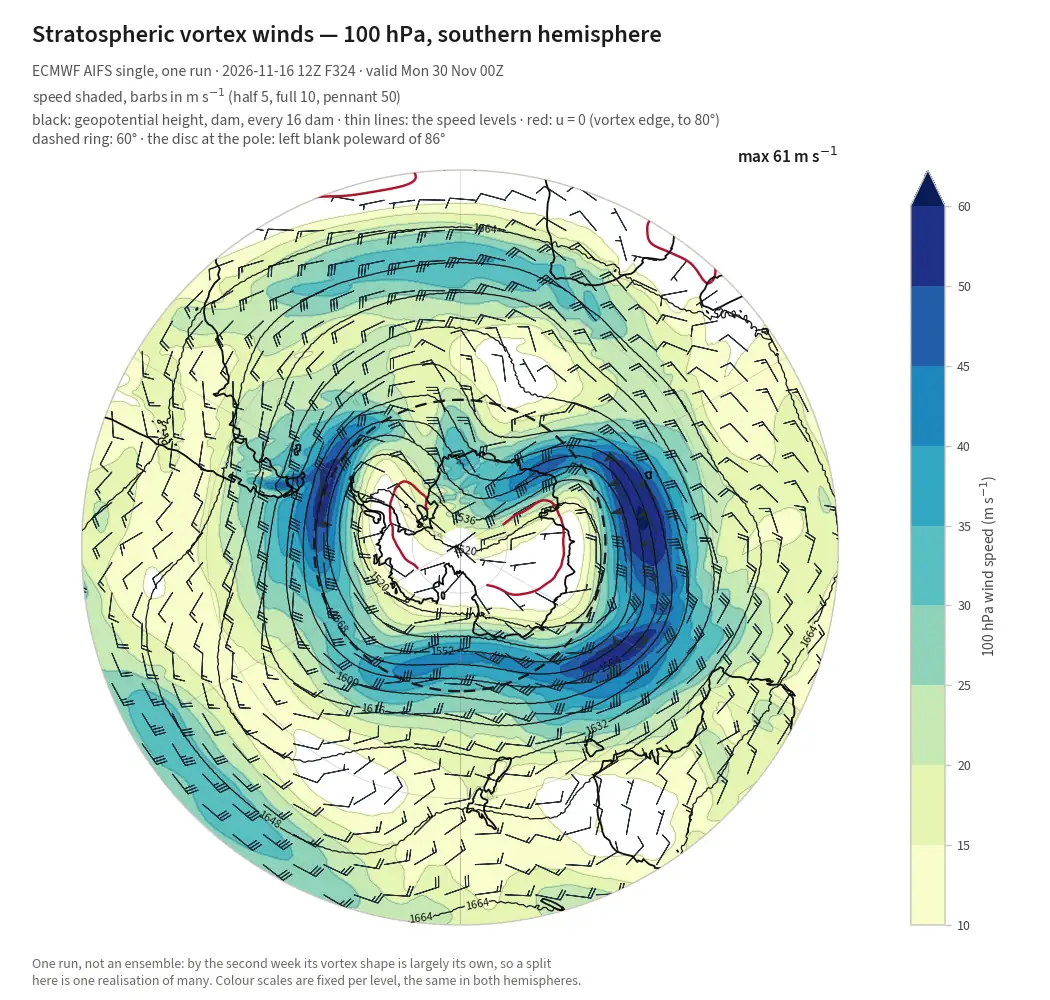 Stratospheric vortex winds — 100 hPa, southern hemisphere
ECMWF AIFS single, one run · 2026-11-16 12Z F324 · valid Mon 30 Nov 00Z
speed shaded, barbs in m s⁻¹ (half 5, full 10, pennant 50)
black: geopotential height, dam, every 16 dam · thin lines: the speed levels · red: u = 0 (vortex edge, to 80°)
dashed ring: 60° · the disc at the pole: left blank poleward of 86°
max 61 m s⁻¹
60
50
45
40
35
30
25
20
15
10
100 hPa wind speed (m s⁻¹)
1664
1536
1520
1520
1568
1552
1600
1616
1632
1664
1648
1664
1664
One run, not an ensemble: by the second week its vortex shape is largely its own, so a split
here is one realisation of many. Colour scales are fixed per level, the same in both hemispheres.